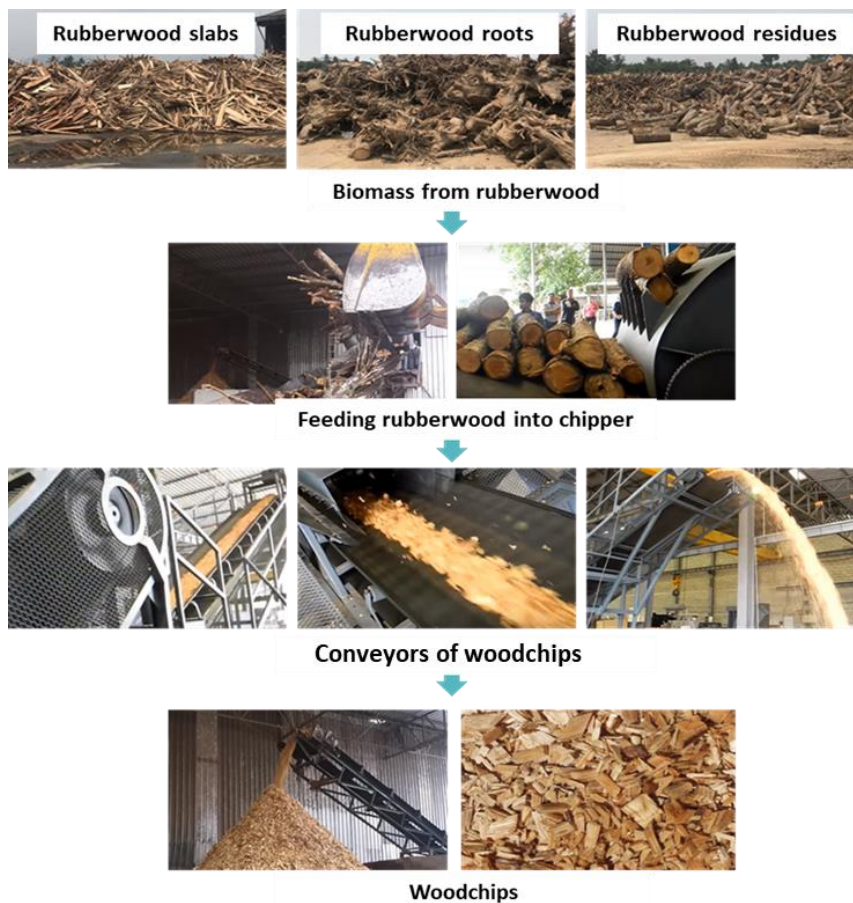 Rubberwood slabs
Rubberwood roots
Rubberwood residues
Biomass from rubberwood
Feeding rubberwood into chipper
Conveyors of woodchips
Woodchips